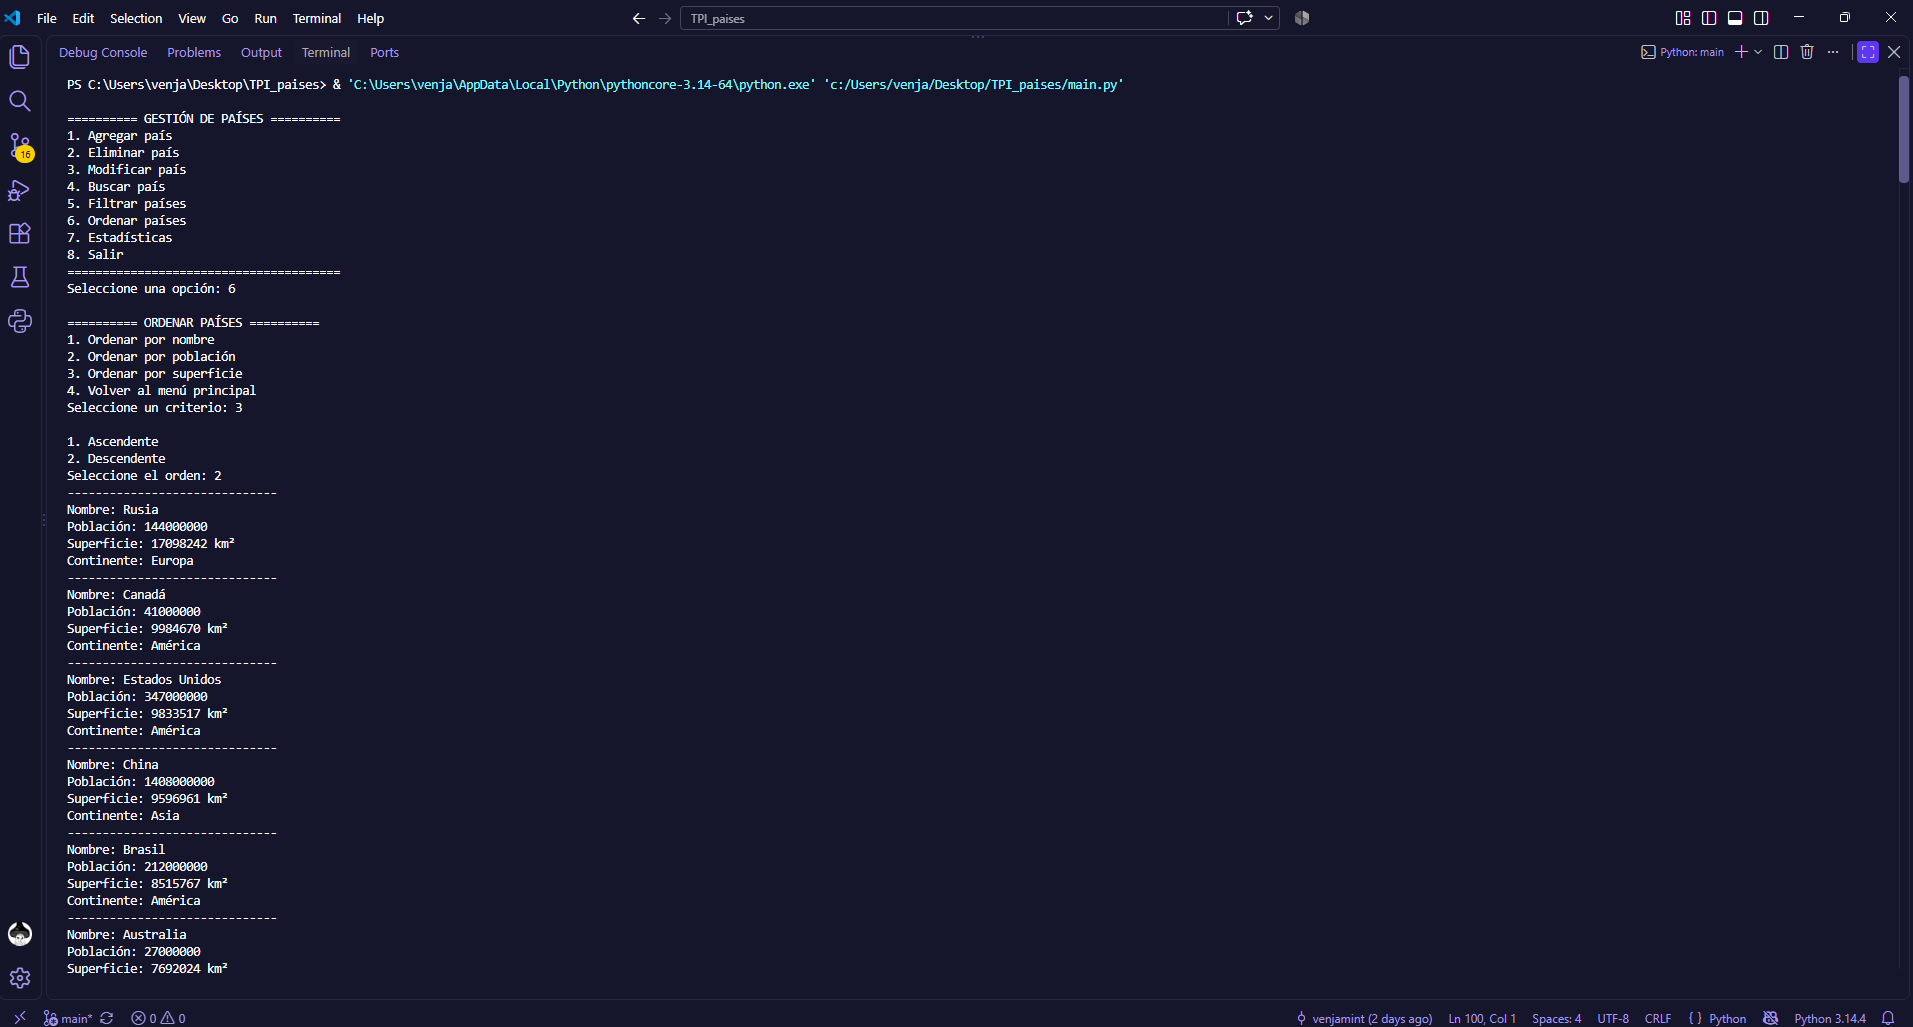 File Edit Selection View Go Run Terminal Help
TPI_paises
Debug Console Problems Output Terminal Ports
Python: main
PS C:\Users\venja\Desktop\TPI_paises> & 'C:\Users\venja\AppData\Local\Python\pythoncore-3.14-64\python.exe' 'c:/Users/venja/Desktop/TPI_paises/main.py'
========== GESTIÓN DE PAÍSES ==========
1. Agregar país
2. Eliminar país
3. Modificar país
4. Buscar país
5. Filtrar países
6. Ordenar países
7. Estadísticas
8. Salir
=======================================
Seleccione una opción: 6
========== ORDENAR PAÍSES ==========
1. Ordenar por nombre
2. Ordenar por población
3. Ordenar por superficie
4. Volver al menú principal
Seleccione un criterio: 3
1. Ascendente
2. Descendente
Seleccione el orden: 2
------------------------------
Nombre: Rusia
Población: 144000000
Superficie: 17098242 km²
Continente: Europa
------------------------------
Nombre: Canadá
Población: 41000000
Superficie: 9984670 km²
Continente: América
------------------------------
Nombre: Estados Unidos
Población: 347000000
Superficie: 9833517 km²
Continente: América
------------------------------
Nombre: China
Población: 1408000000
Superficie: 9596961 km²
Continente: Asia
------------------------------
Nombre: Brasil
Población: 212000000
Superficie: 8515767 km²
Continente: América
------------------------------
Nombre: Australia
Población: 27000000
Superficie: 7692024 km²
16
main* 0 0 venjamint (2 days ago) Ln 100, Col 1 Spaces: 4 UTF-8 CRLF { } Python Python 3.14.4